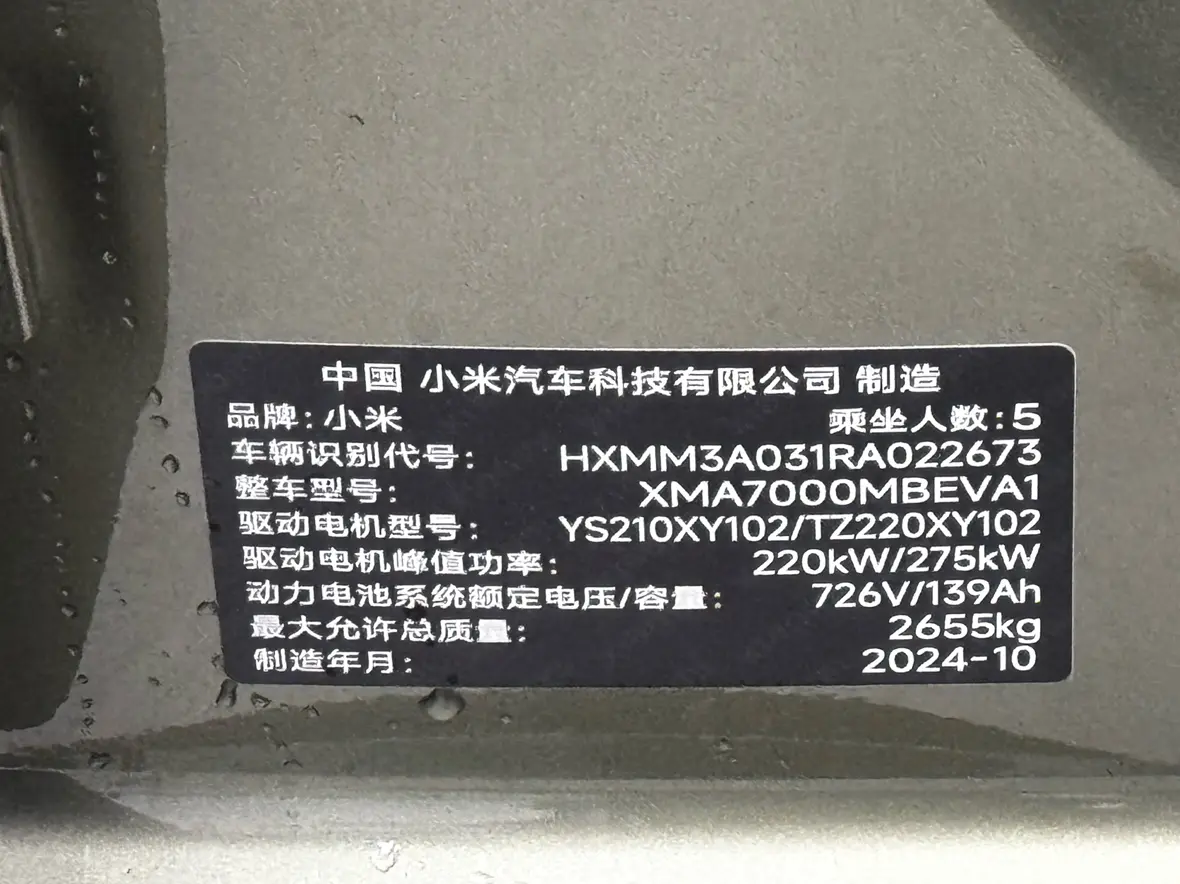 中国 小米汽车科技有限公司 制造
品牌:小米 乘坐人数:5
车辆识别代号: HXMM3A031RA022673
整车型号: XMA7000MBEVA1
驱动电机型号: YS210XY102/TZ220XY102
驱动电机峰值功率: 220kW/275kW
动力电池系统额定电压/容量: 726V/139Ah
最大允许总质量: 2655kg
制造年月: 2024-10